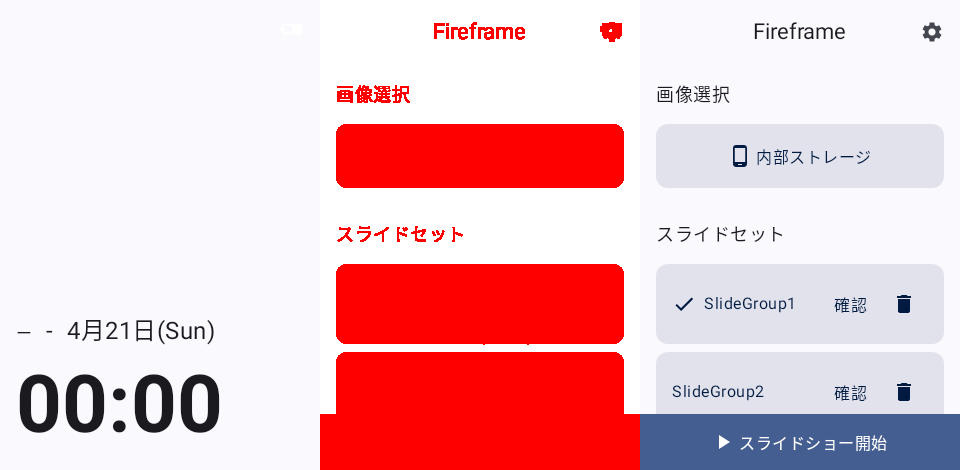 – - 4月21日(Sun)
00:00
Fireframe
画像選択
スライドセット
Fireframe
画像選択
内部ストレージ
スライドセット
SlideGroup1 確認
SlideGroup2 確認
スライドショー開始